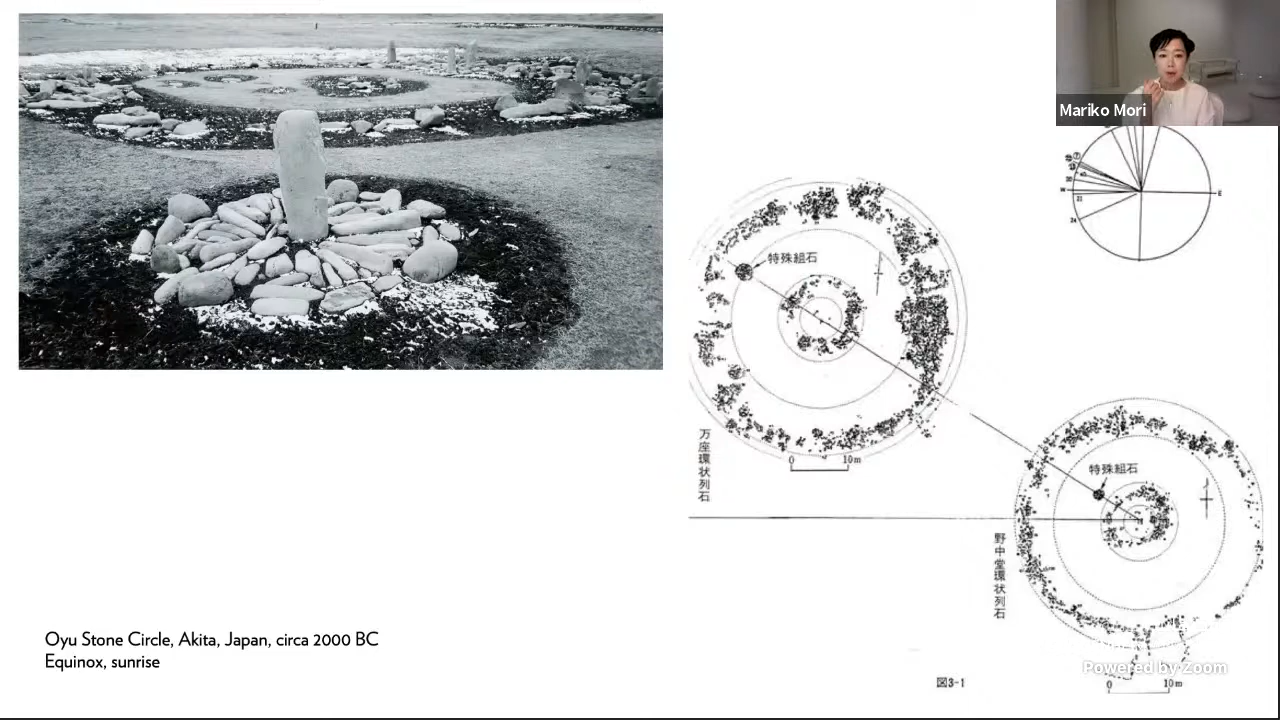 Mariko Mori
W
E
特殊組石
0 10m
万座環状列石
特殊組石
野中堂環状列石
Oyu Stone Circle, Akita, Japan, circa 2000 BC
Equinox, sunrise
Powered by Zoom
図3-1
0 10m